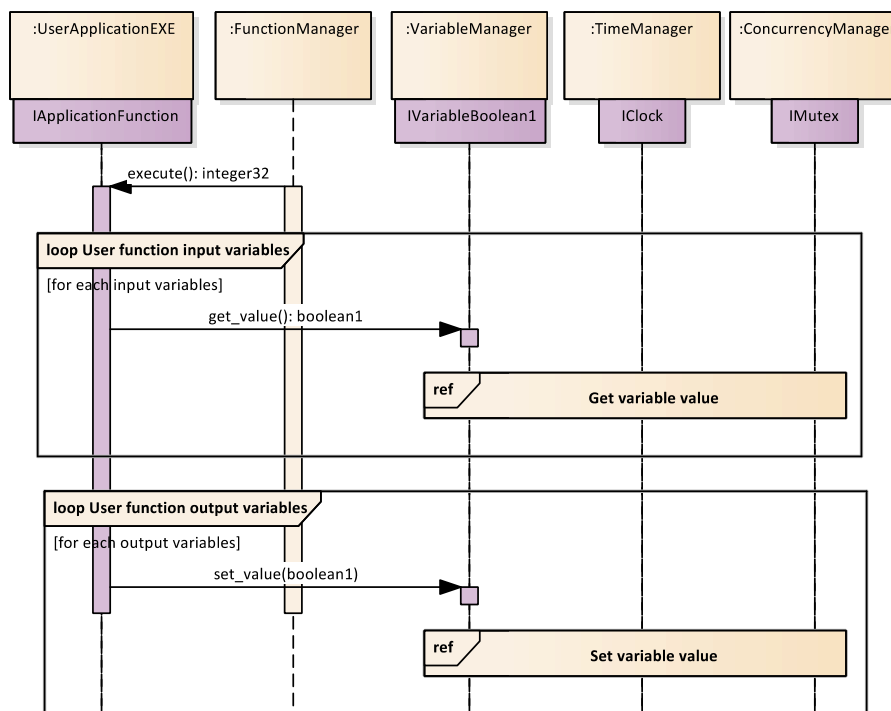 :UserApplicationEXE :FunctionManager :VariableManager :TimeManager :ConcurrencyManage
IApplicationFunction IVariableBoolean1 IClock IMutex
execute(): integer32
loop User function input variables
[for each input variables]
get_value(): boolean1
ref
Get variable value
loop User function output variables
[for each output variables]
set_value(boolean1)
ref
Set variable value